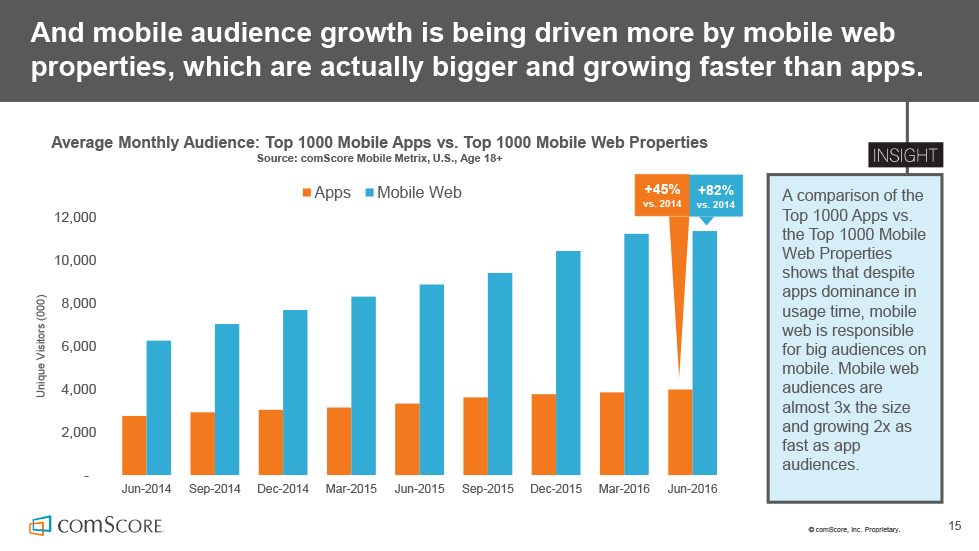 And mobile audience growth is being driven more by mobile web
properties, which are actually bigger and growing faster than apps.
Average Monthly Audience: Top 1000 Mobile Apps vs. Top 1000 Mobile Web Properties
Source: comScore Mobile Metrix, U.S., Age 18+
Apps Mobile Web
+45%
vs. 2014
+82%
vs. 2014
Unique Visitors (000)
12,000
10,000
8,000
6,000
4,000
2,000
-
Jun-2014 Sep-2014 Dec-2014 Mar-2015 Jun-2015 Sep-2015 Dec-2015 Mar-2016 Jun-2016
INSIGHT
A comparison of the
Top 1000 Apps vs.
the Top 1000 Mobile
Web Properties
shows that despite
apps dominance in
usage time, mobile
web is responsible
for big audiences on
mobile. Mobile web
audiences are
almost 3x the size
and growing 2x as
fast as app
audiences.
comScore
© comScore, Inc. Proprietary.
15